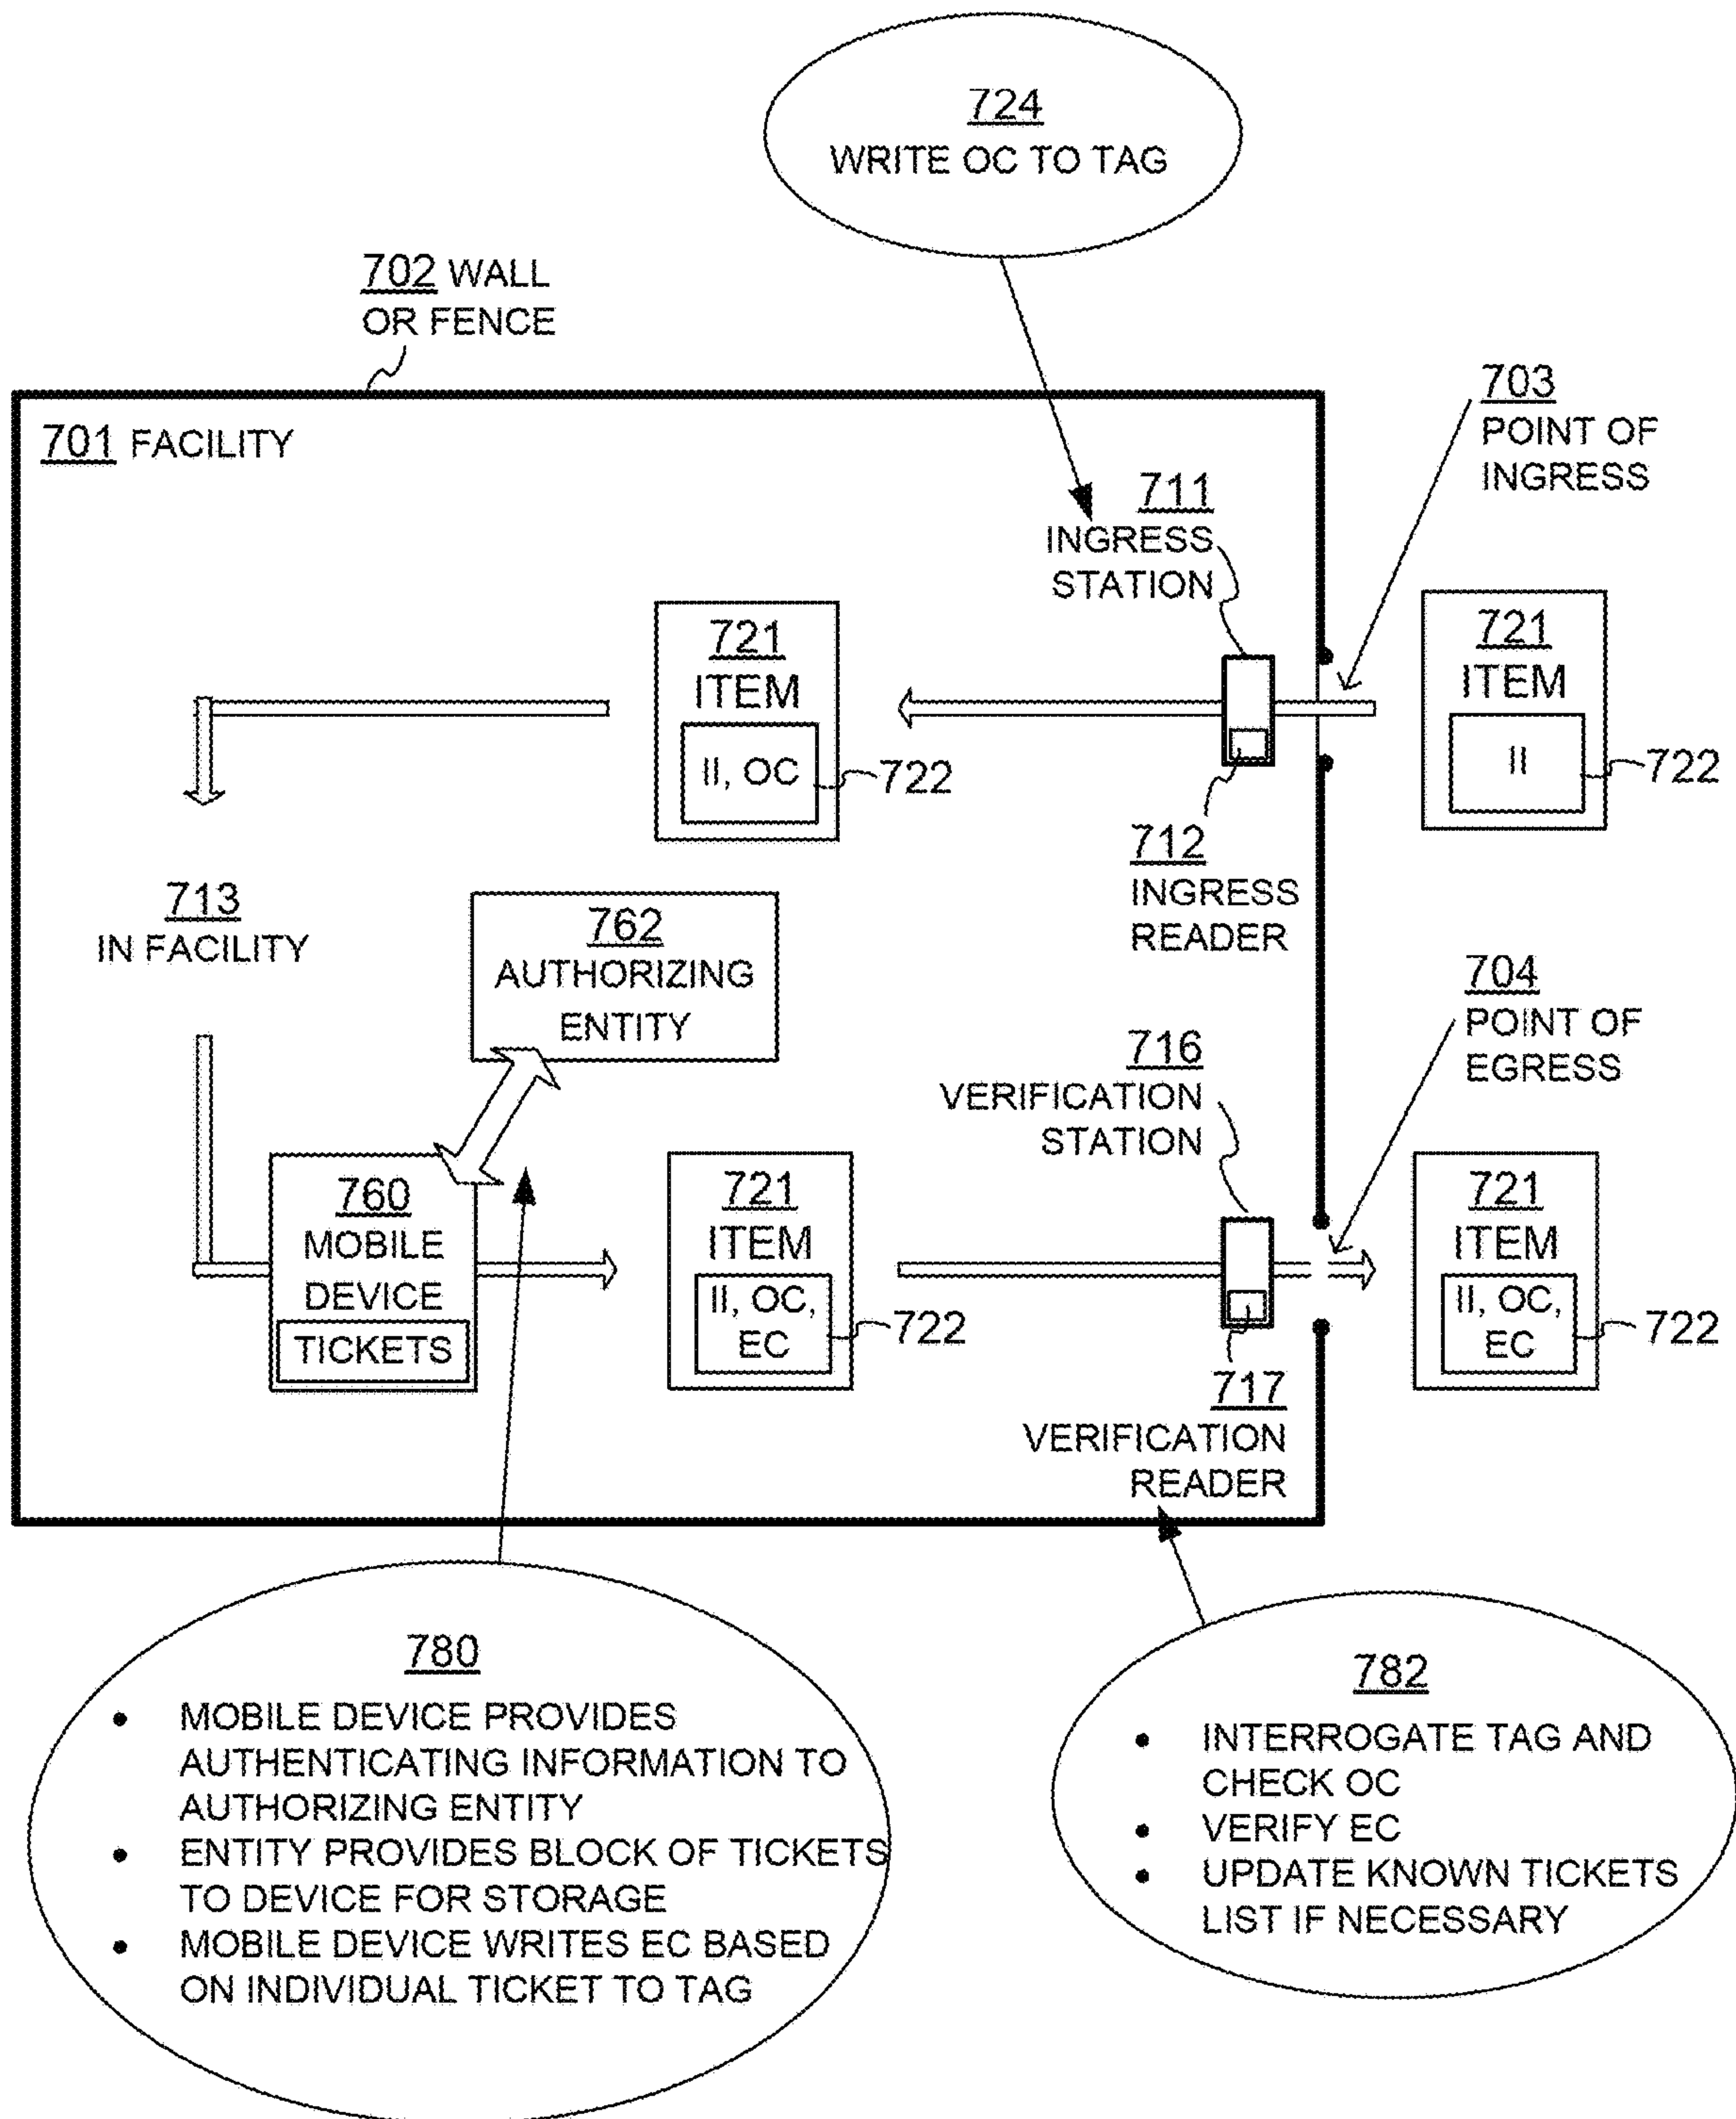 724
WRITE OC TO TAG
702 WALL
OR FENCE
703
POINT OF
INGRESS
701 FACILITY
711
INGRESS
STATION
721
ITEM
II, OC
722
721
ITEM
II
722
712
INGRESS
READER
713
IN FACILITY
762
AUTHORIZING
ENTITY
704
POINT OF
EGRESS
716
VERIFICATION
STATION
760
MOBILE
DEVICE
TICKETS
721
ITEM
II, OC,
EC
722
721
ITEM
II, OC,
EC
722
717
VERIFICATION
READER
780
• MOBILE DEVICE PROVIDES
AUTHENTICATING INFORMATION TO
AUTHORIZING ENTITY
• ENTITY PROVIDES BLOCK OF TICKETS
TO DEVICE FOR STORAGE
• MOBILE DEVICE WRITES EC BASED
ON INDIVIDUAL TICKET TO TAG
782
• INTERROGATE TAG AND
CHECK OC
• VERIFY EC
• UPDATE KNOWN TICKETS
LIST IF NECESSARY